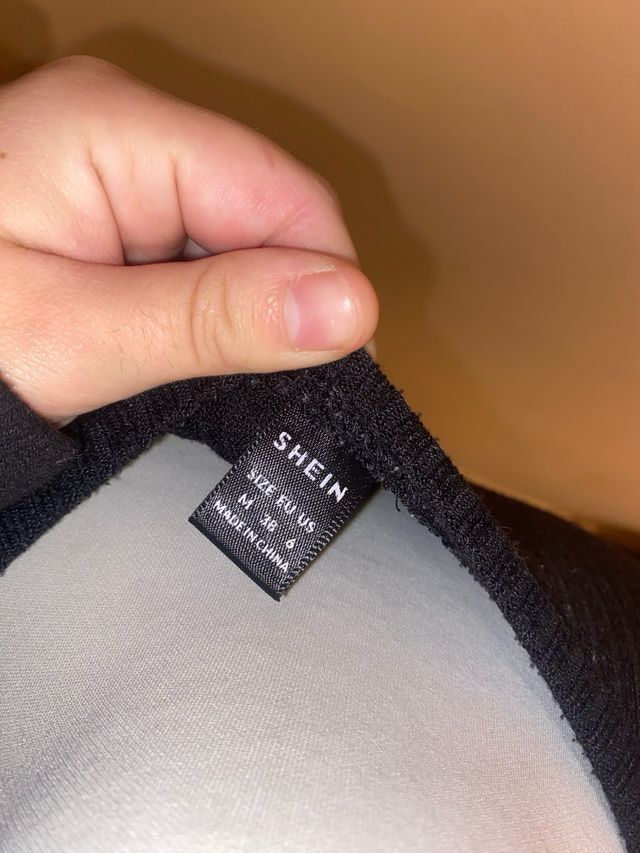 SHEIN
SIZE EU US
M 38 6
MADE IN CHINA